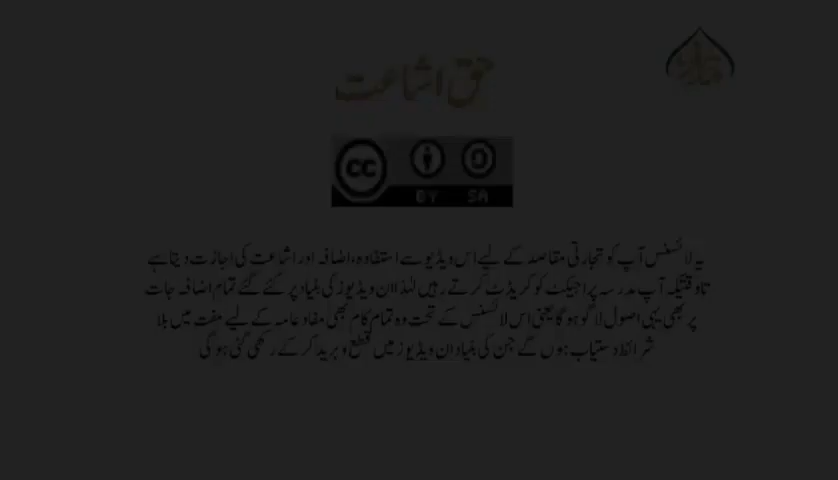 حق اشاعت
cc
BY SA
یہ لائسنس آپ کو تجارتی مقاصد کے لیے اس ویڈیو سے استفادہ، اضافہ اور اشاعت کی اجازت دیتا ہے
تاوقتیکہ آپ مدرسہ پراجیکٹ کو کریڈٹ کرتے رہیں لہٰذا ان ویڈیوز کی بنیاد پر کئے گئے تمام اضافہ جات
پر بھی یہی اصول لاگو ہو گا یعنی اس لائسنس کے تحت وہ تمام کام بھی مفاد عامہ کے لیے مفت میں بلا
شرائط دستیاب ہوں گے جن کی بنیاد ان ویڈیوز میں قطع و برید کر کے رکھی گئی ہو گی